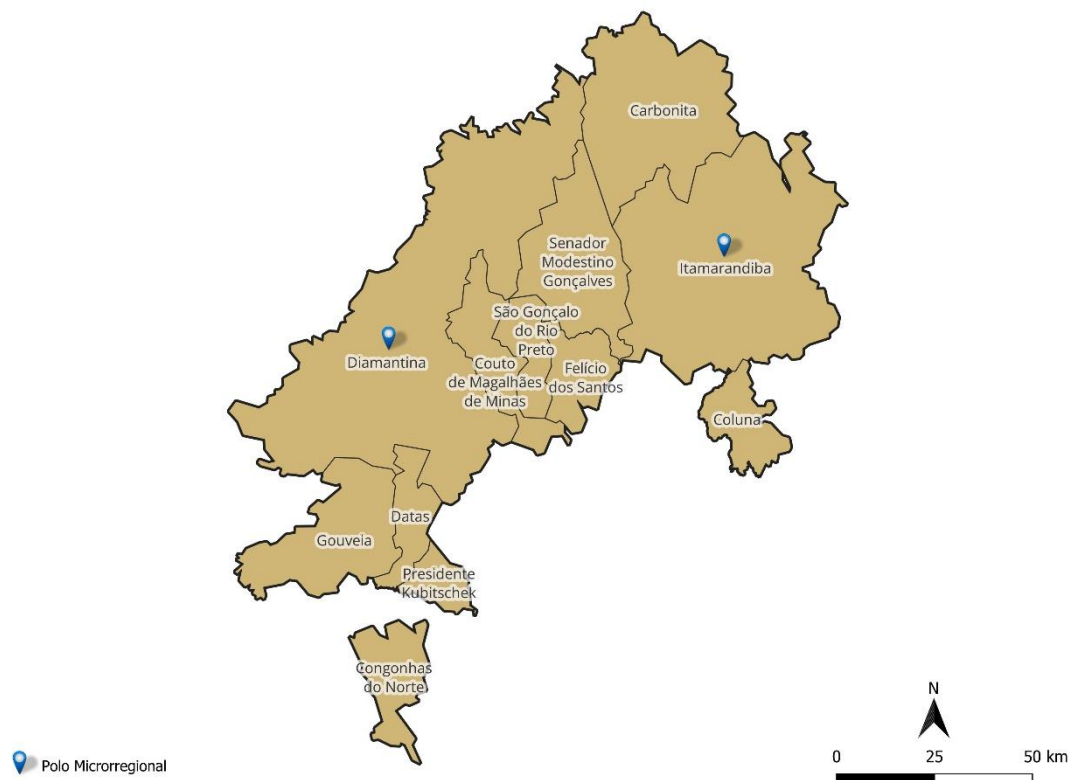 Carbonita
Senador
Modestino
Gonçalves
Itamarandiba
São Gonçalo
do Rio
Preto
Diamantina
Couto
de Magalhães
de Minas
Felício
dos Santos
Coluna
Datas
Gouveia
Presidente
Kubitschek
Congonhas
do Norte
N
0 25 50 km
Polo Microrregional